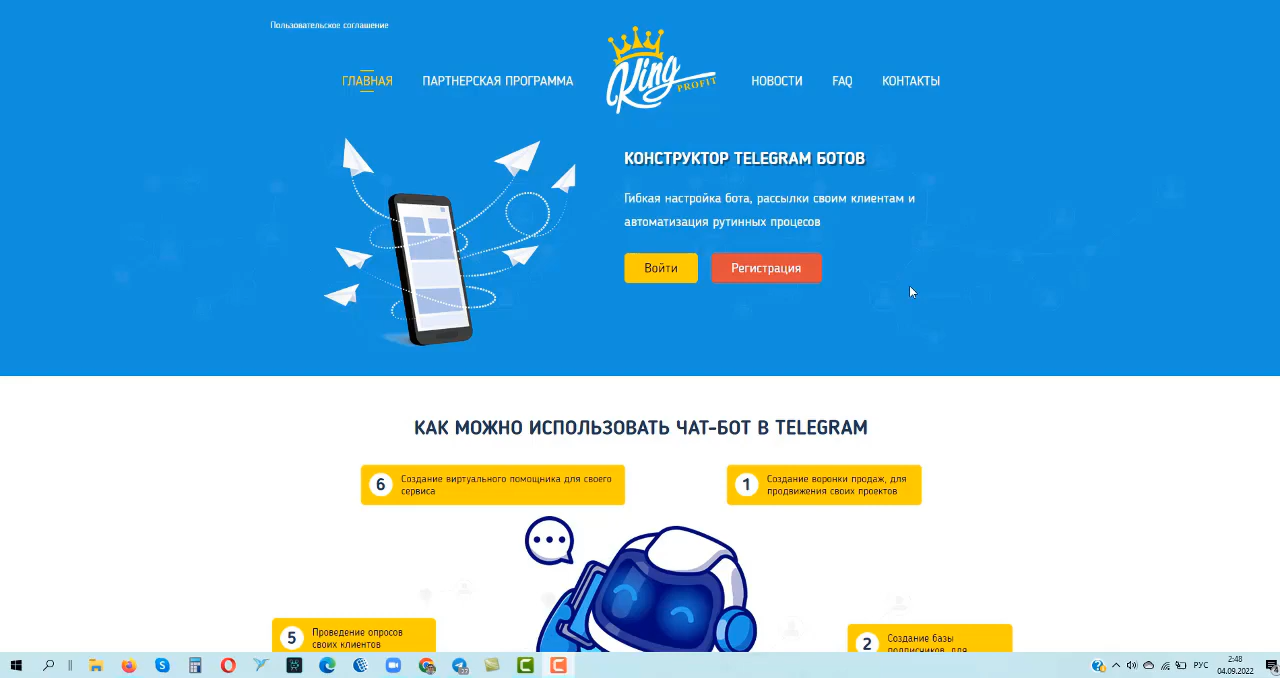 Пользовательское соглашение
ГЛАВНАЯ
ПАРТНЕРСКАЯ ПРОГРАММА
King
PROFIT
НОВОСТИ
FAQ
КОНТАКТЫ
КОНСТРУКТОР TELEGRAM БОТОВ
Гибкая настройка бота, рассылки своим клиентам и
автоматизация рутинных процесов
Войти
Регистрация
КАК МОЖНО ИСПОЛЬЗОВАТЬ ЧАТ-БОТ В TELEGRAM
6
Создание виртуального помощника для своего
сервиса
1
Создание воронки продаж, для
продвижения своих проектов
5
Проведение опросов
своих клиентов
2
Создание базы
подписчиков, для
РУС
2:48
04.09.2022